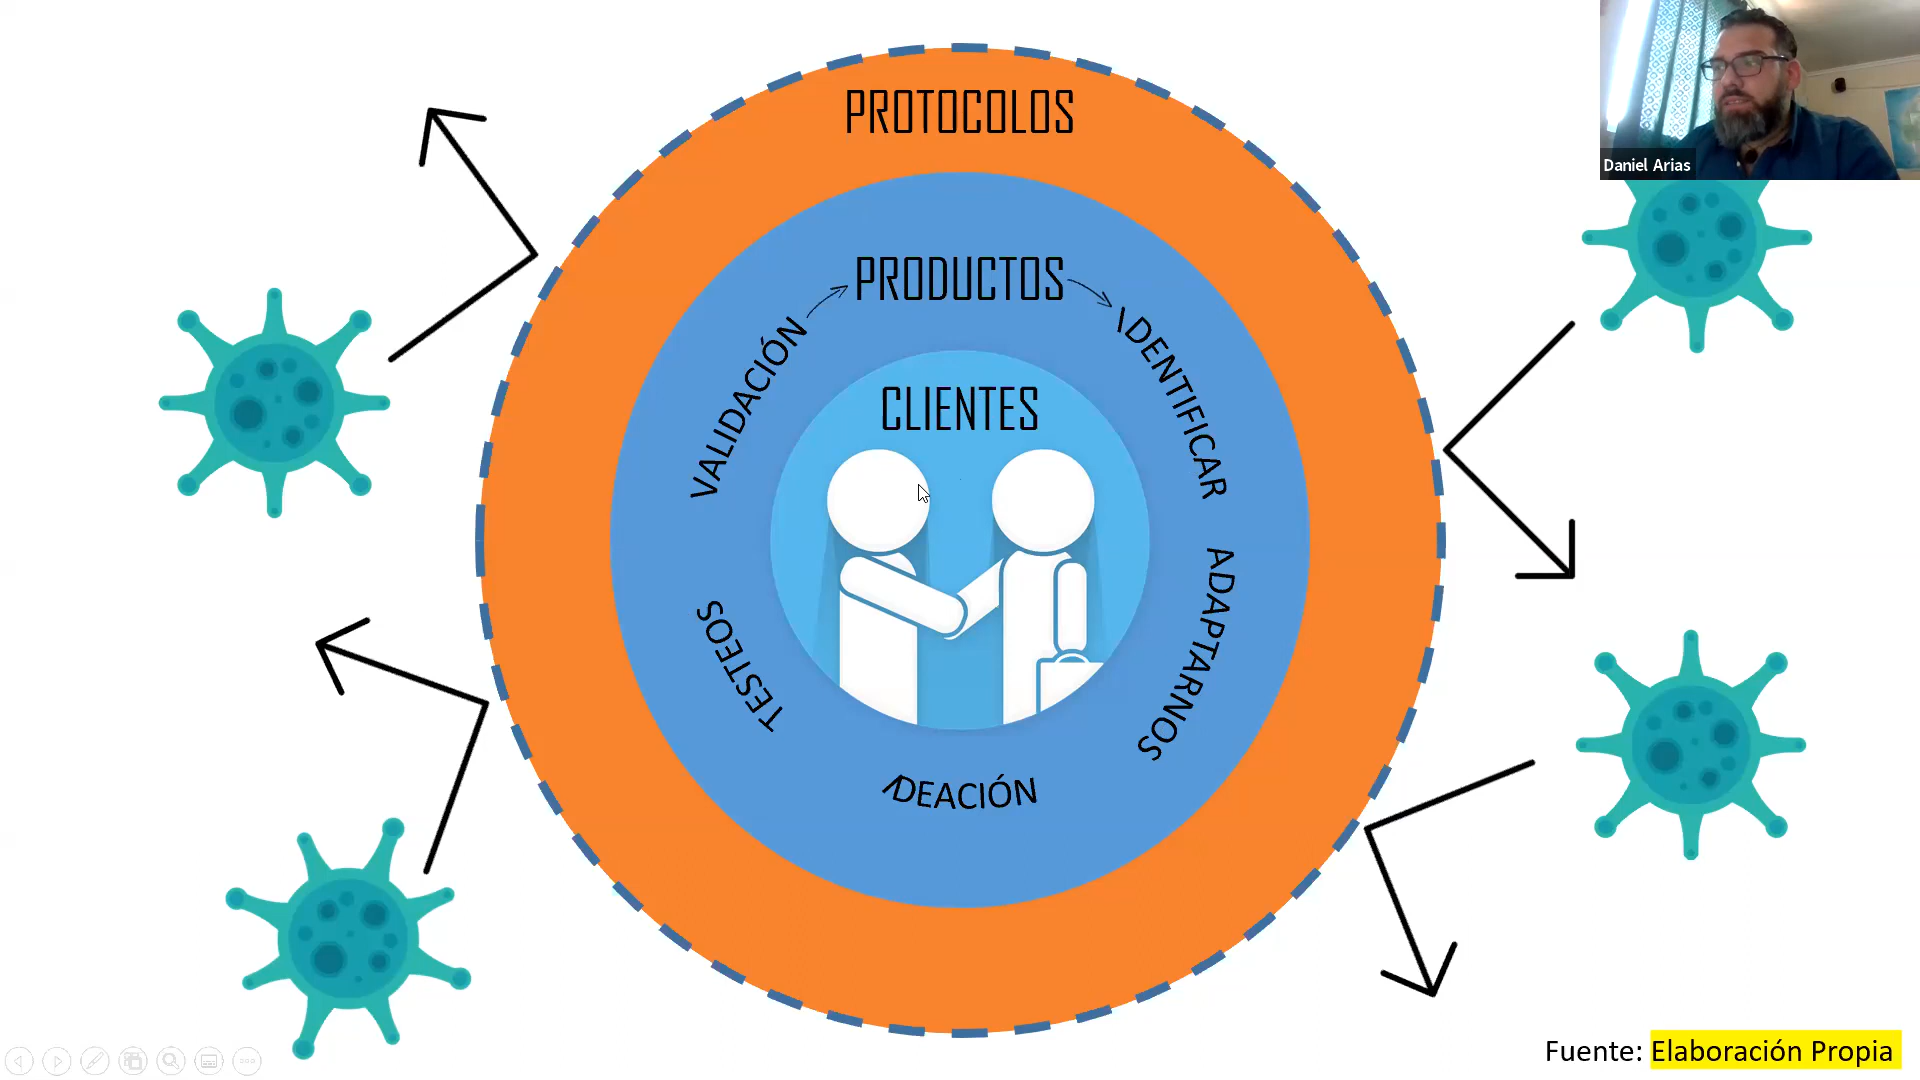 PROTOCOLOS
Daniel Arias
PRODUCTOS
IDENTIFICAR
ADAPTARNOS
IDEACIÓN
TESTEOS
VALIDACIÓN
CLIENTES
Fuente: Elaboración Propia